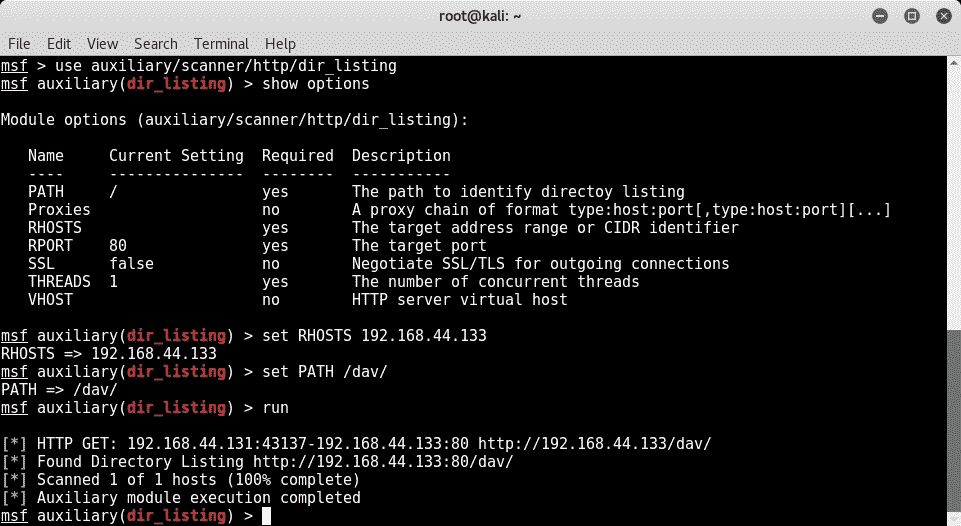 root@kali: ~
File Edit View Search Terminal Help
msf > use auxiliary/scanner/http/dir_listing
msf auxiliary(dir_listing) > show options
Module options (auxiliary/scanner/http/dir_listing):
Name Current Setting Required Description
---- --------------- -------- -----------
PATH / yes The path to identify directoy listing
Proxies no A proxy chain of format type:host:port[,type:host:port][...]
RHOSTS yes The target address range or CIDR identifier
RPORT 80 yes The target port
SSL false no Negotiate SSL/TLS for outgoing connections
THREADS 1 yes The number of concurrent threads
VHOST no HTTP server virtual host
msf auxiliary(dir_listing) > set RHOSTS 192.168.44.133
RHOSTS => 192.168.44.133
msf auxiliary(dir_listing) > set PATH /dav/
PATH => /dav/
msf auxiliary(dir_listing) > run
[*] HTTP GET: 192.168.44.131:43137-192.168.44.133:80 http://192.168.44.133/dav/
[*] Found Directory Listing http://192.168.44.133:80/dav/
[*] Scanned 1 of 1 hosts (100% complete)
[*] Auxiliary module execution completed
msf auxiliary(dir_listing) >